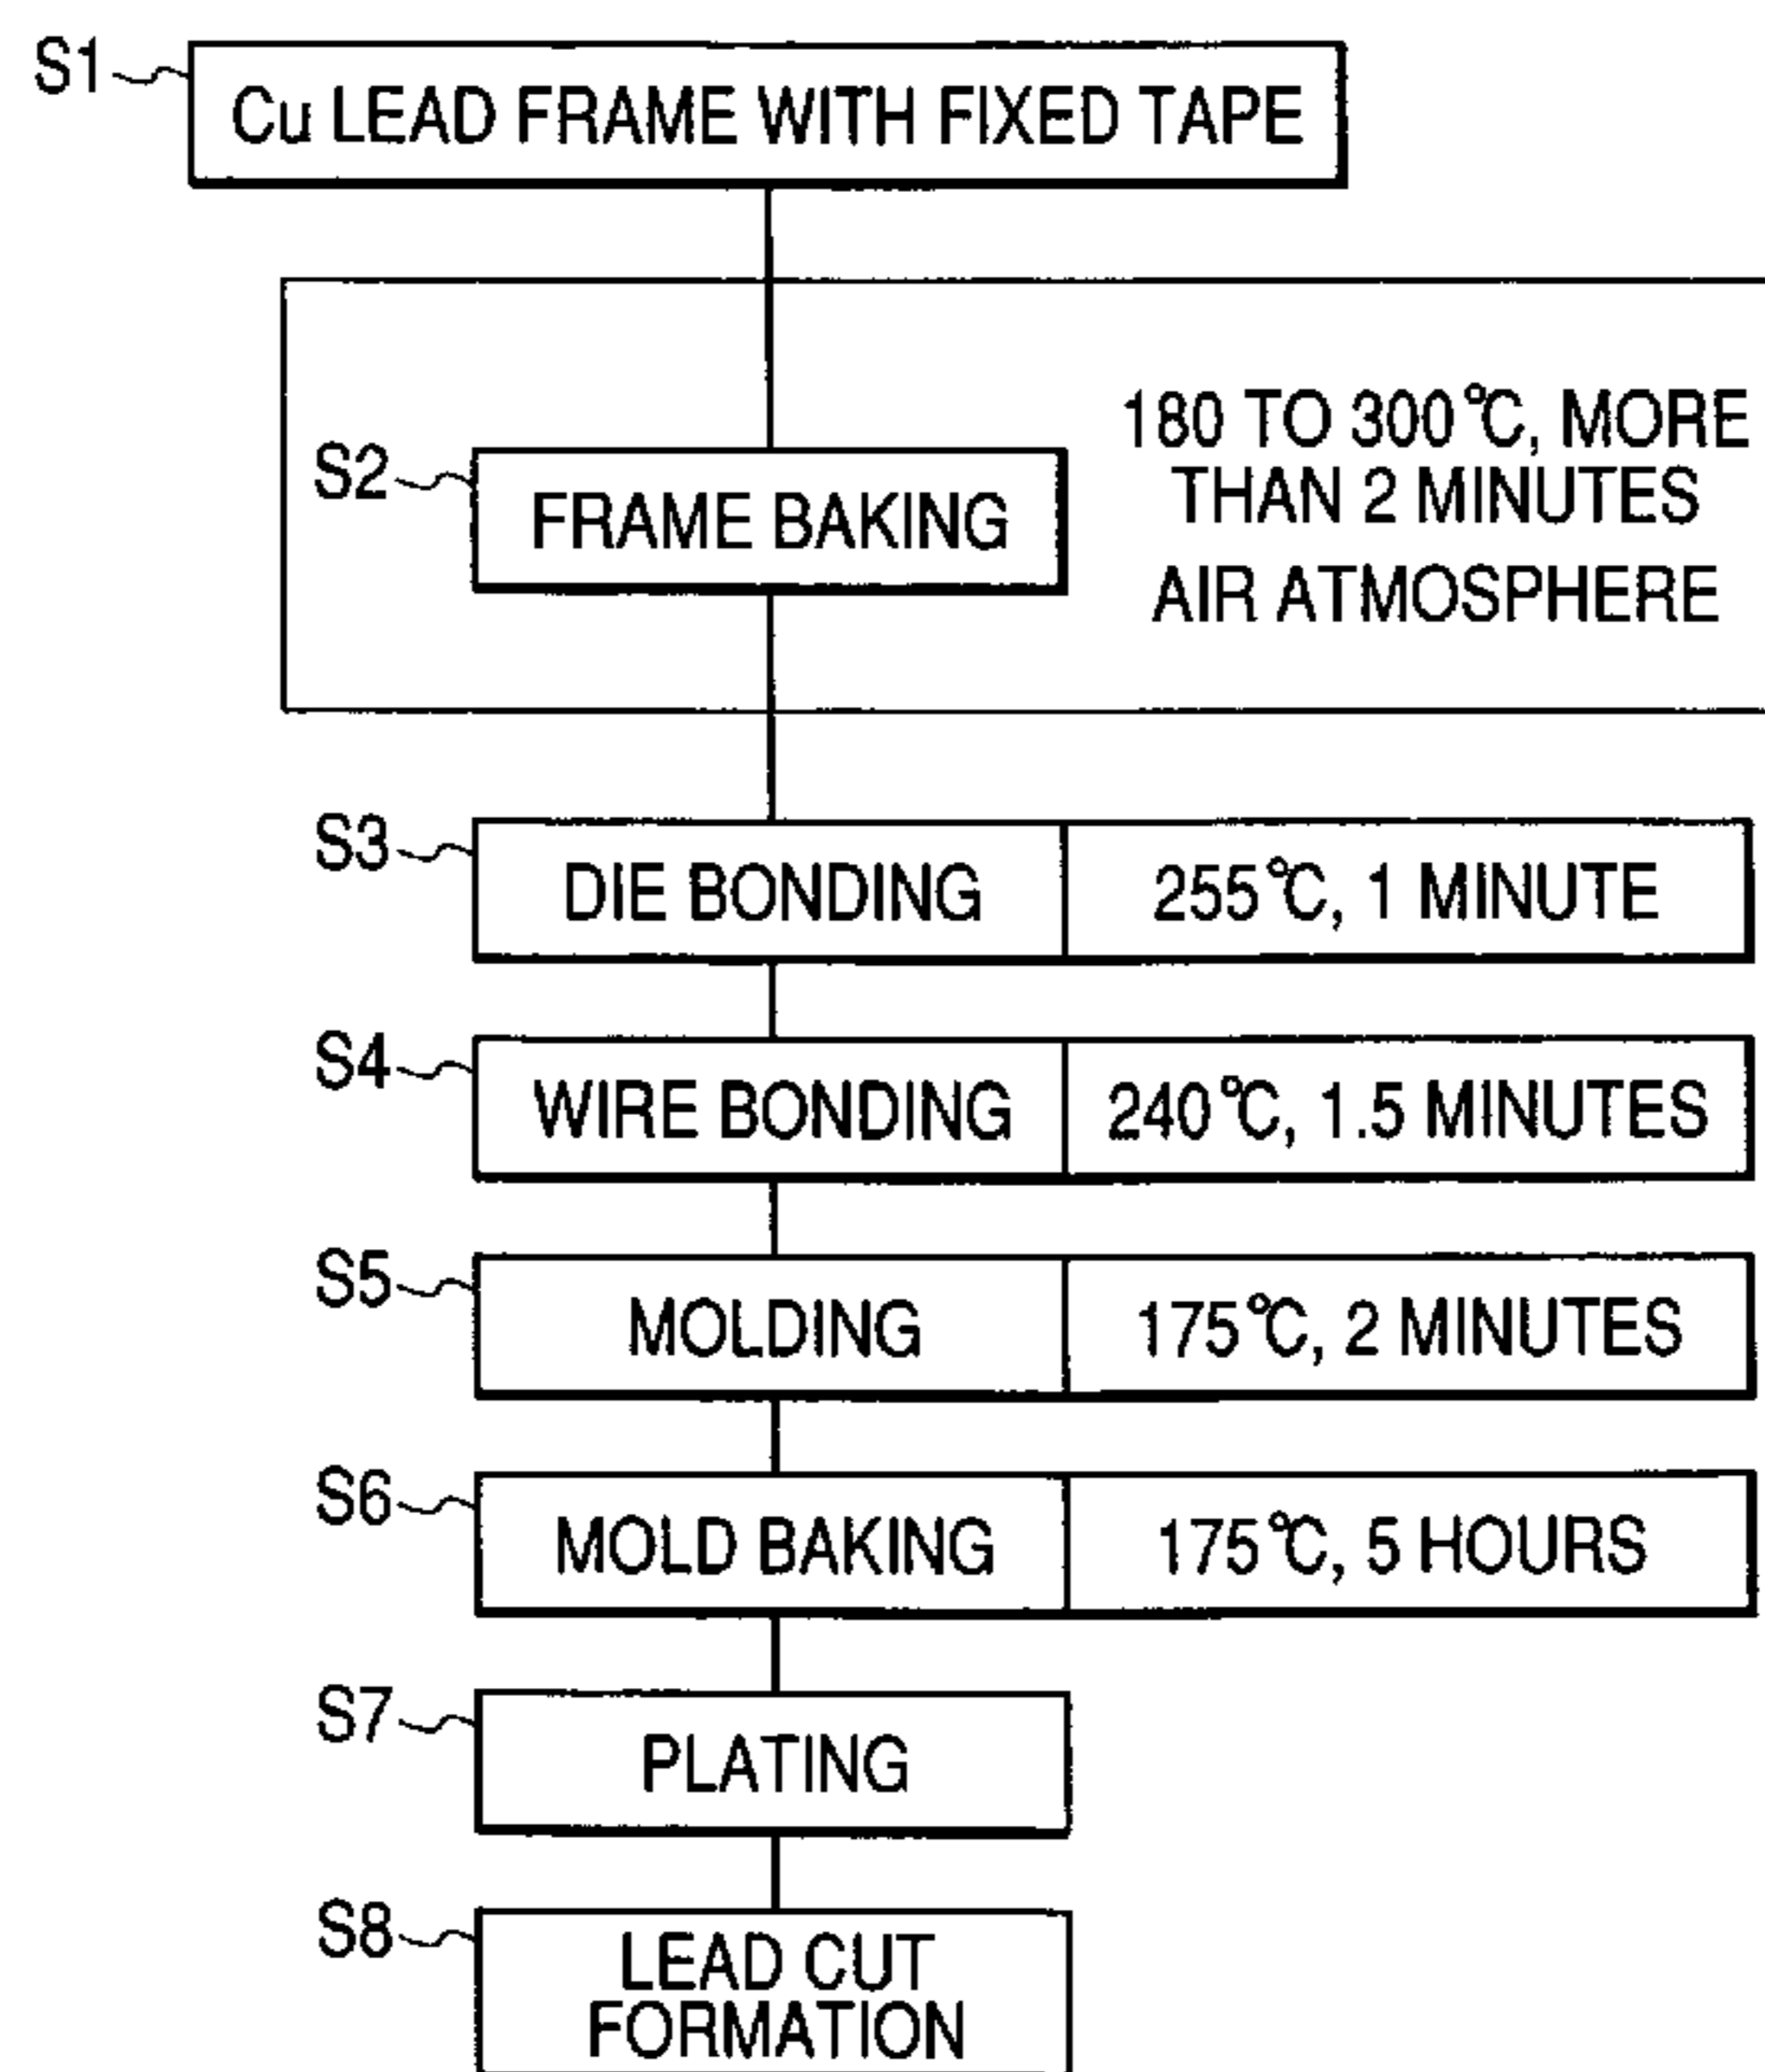 S1
Cu LEAD FRAME WITH FIXED TAPE
S2
FRAME BAKING
180 TO 300°C, MORE
THAN 2 MINUTES
AIR ATMOSPHERE
S3
DIE BONDING
255°C, 1 MINUTE
S4
WIRE BONDING
240°C, 1.5 MINUTES
S5
MOLDING
175°C, 2 MINUTES
S6
MOLD BAKING
175°C, 5 HOURS
S7
PLATING
S8
LEAD CUT
FORMATION